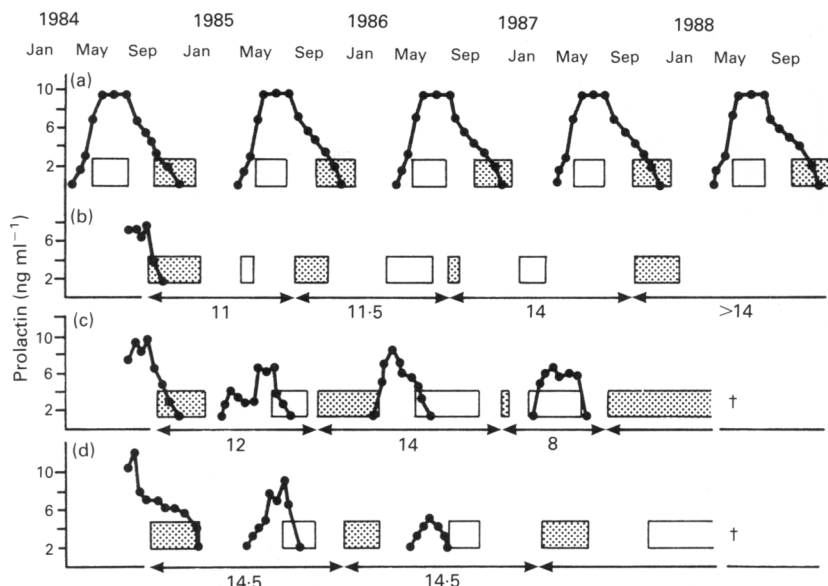 1984 1985 1986 1987 1988
Jan May Sep Jan May Sep Jan May Sep Jan May Sep Jan May Sep
Prolactin (ng ml⁻¹)
(a)
10
6
2
(b)
6
2
11 11·5 14 >14
(c)
10
6
2
†
12 14 8
(d)
10
6
2
†
14·5 14·5